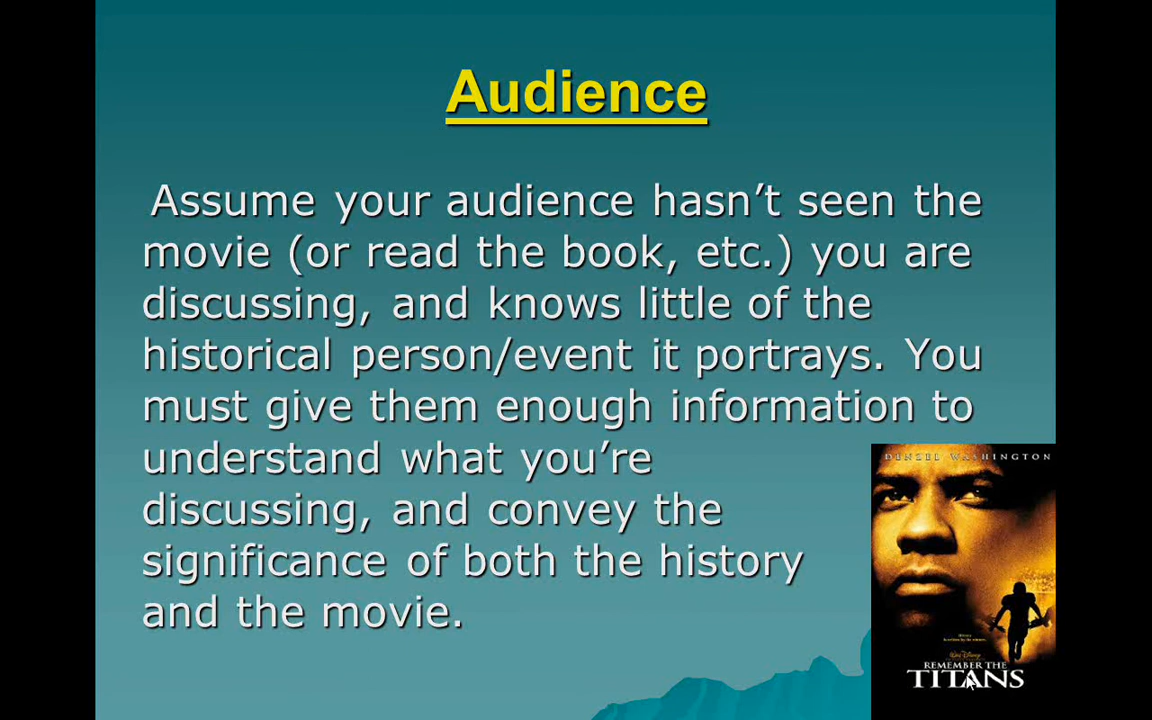 Audience
Assume your audience hasn’t seen the
movie (or read the book, etc.) you are
discussing, and knows little of the
historical person/event it portrays. You
must give them enough information to
understand what you’re
discussing, and convey the
significance of both the history
and the movie.
DENZEL WASHINGTON
WALT DISNEY
REMEMBER THE
TITANS